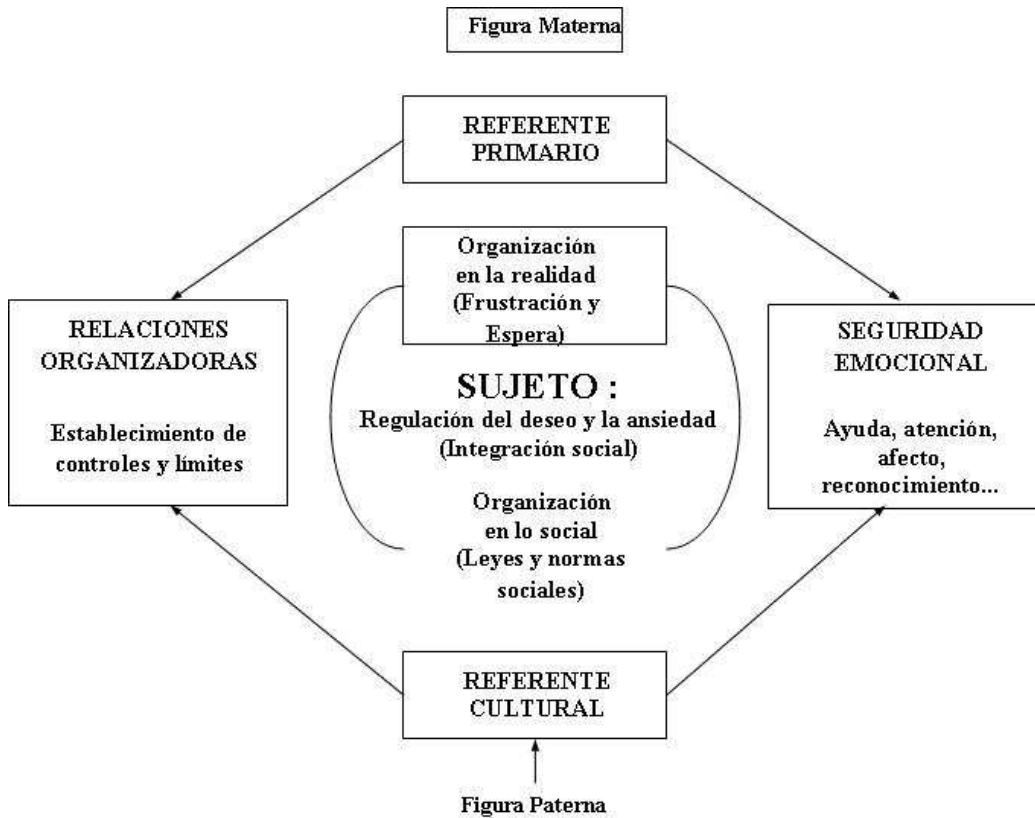 Figura Materna
REFERENTE
PRIMARIO
Organización
en la realidad
(Frustración y
Espera)
RELACIONES
ORGANIZADORAS
Establecimiento de
controles y límites
SUJETO :
Regulación del deseo y la ansiedad
(Integración social)
Organización
en lo social
(Leyes y normas
sociales)
SEGURIDAD
EMOCIONAL
Ayuda, atención,
afecto,
reconocimiento...
REFERENTE
CULTURAL
Figura Paterna